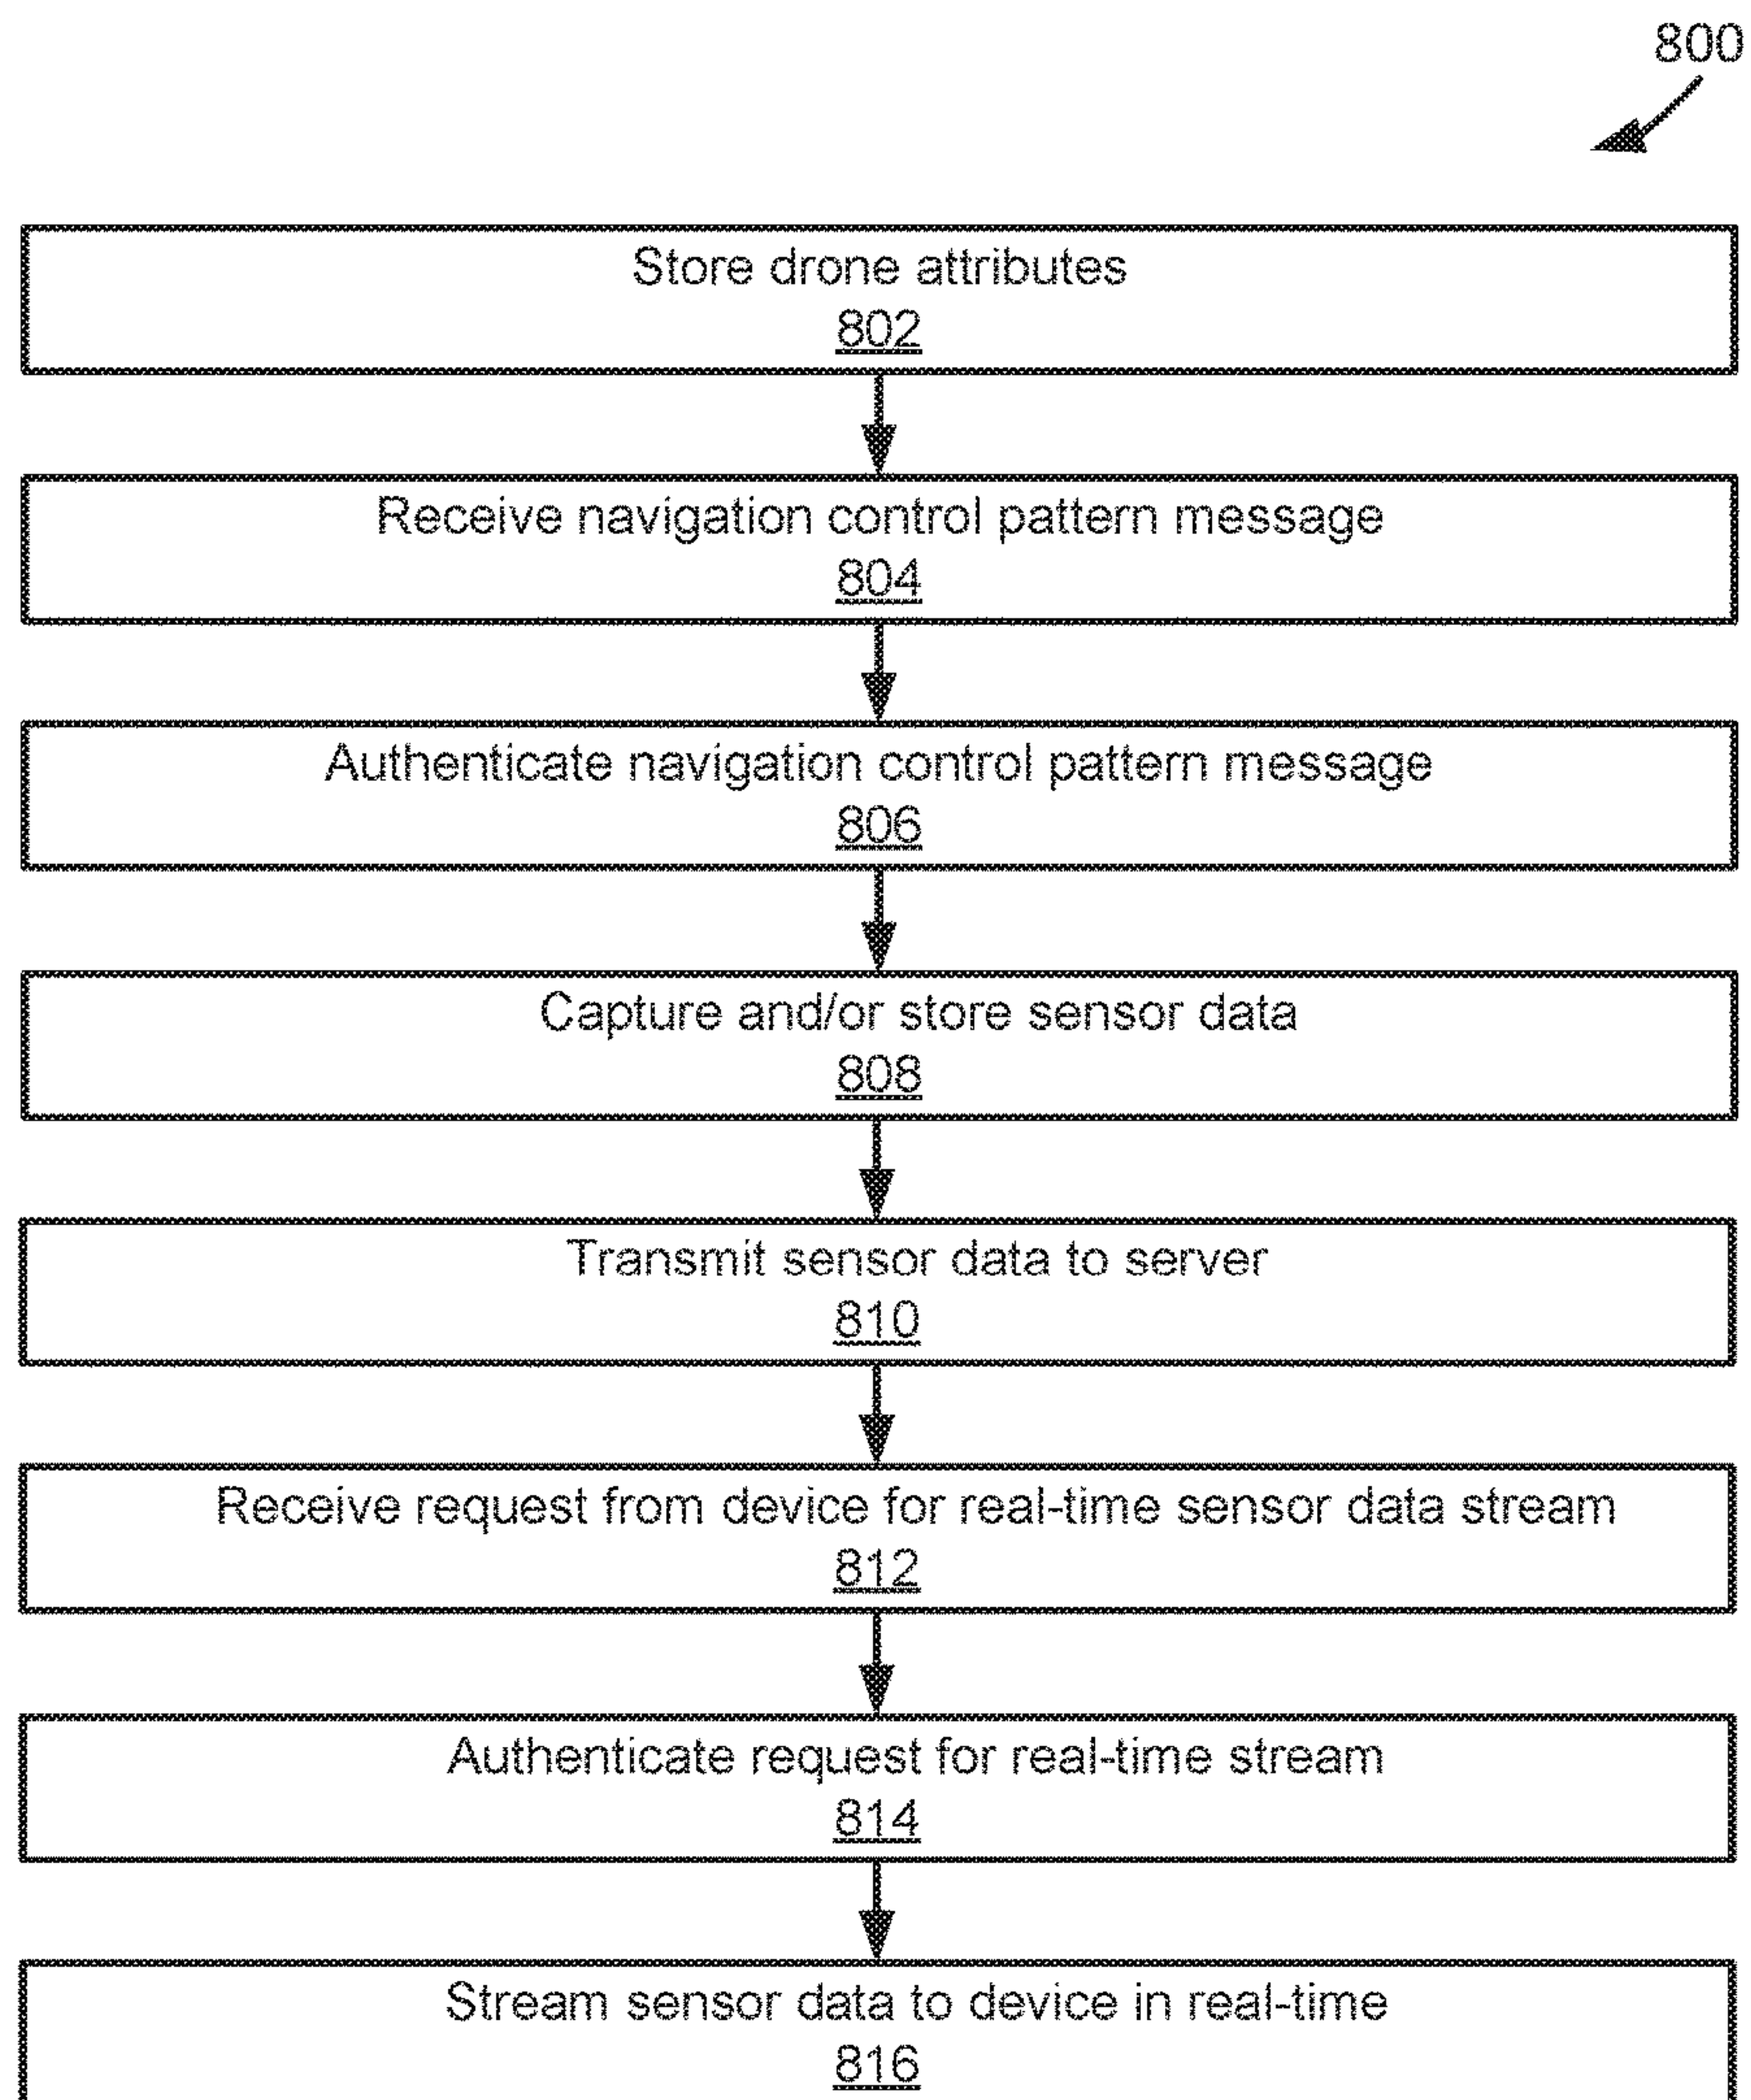 800
Store drone attributes
802
Receive navigation control pattern message
804
Authenticate navigation control pattern message
806
Capture and/or store sensor data
808
Transmit sensor data to server
810
Receive request from device for real-time sensor data stream
812
Authenticate request for real-time stream
814
Stream sensor data to device in real-time
816